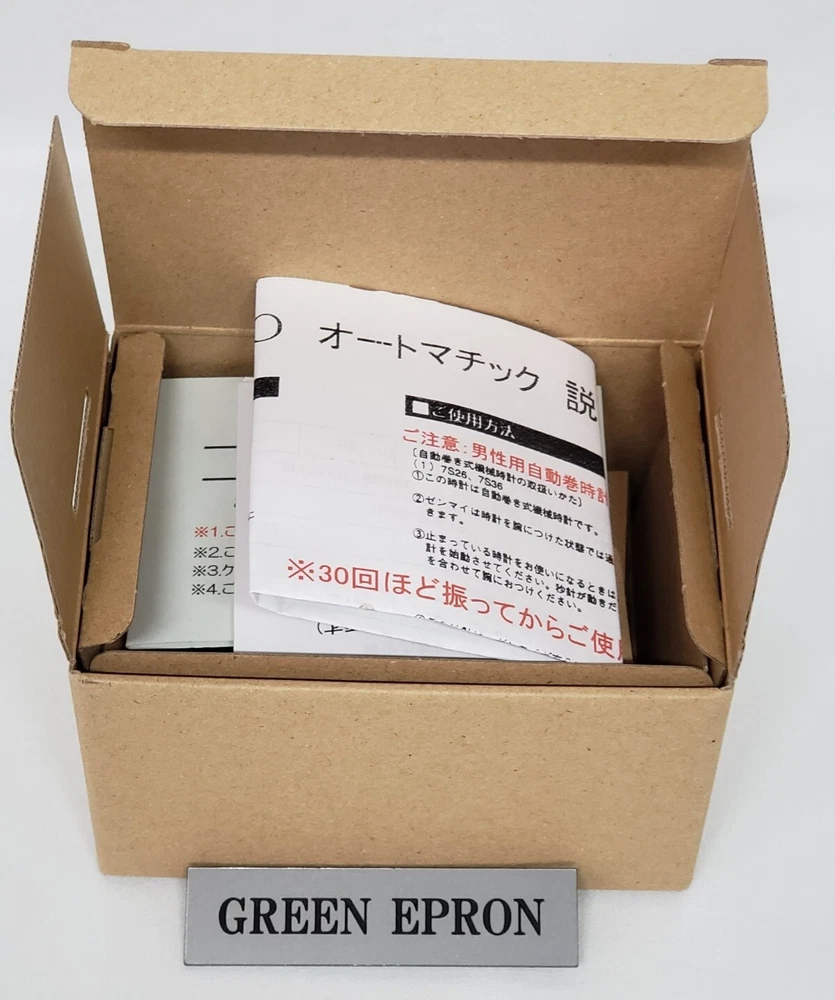 オートマチック 説
■ご使用方法
ご注意:男性用自動巻時計
〔自動巻き式機械時計の取扱いかた〕
(1) 7S26、7S36
①この時計は自動巻き式機械時計です。
②ゼンマイは時計を腕につけた状態では通
きます。
③止まっている時計をお使いになるときは
計を始動させてください。秒針が動きだ
を合わせて腕におつけください。
※30回ほど振ってからご使用
※1.こ
※2.こ
※3.ケ
※4.こ
GREEN EPRON